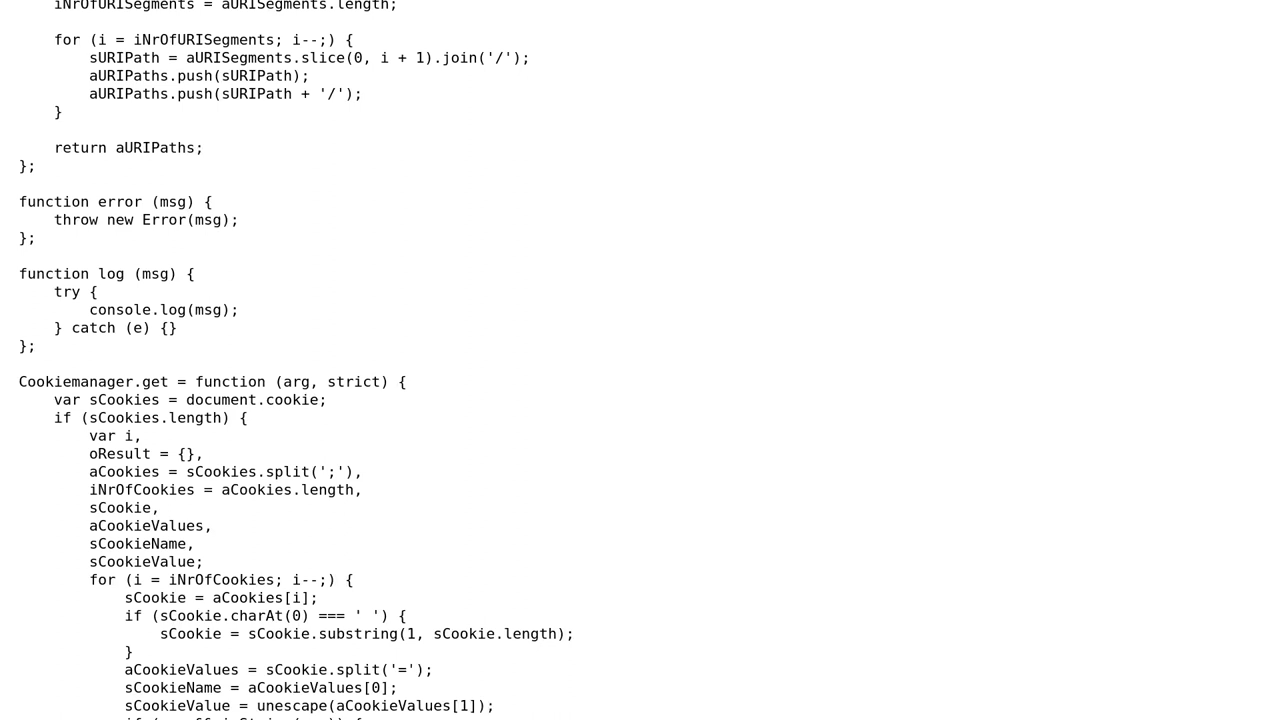 iNrOfURISegments = aURISegments.length;
for (i = iNrOfURISegments; i--;) {
sURIPath = aURISegments.slice(0, i + 1).join('/');
aURIPaths.push(sURIPath);
aURIPaths.push(sURIPath + '/');
}
return aURIPaths;
};
function error (msg) {
throw new Error(msg);
};
function log (msg) {
try {
console.log(msg);
} catch (e) {}
};
Cookiemanager.get = function (arg, strict) {
var sCookies = document.cookie;
if (sCookies.length) {
var i,
oResult = {},
aCookies = sCookies.split(';'),
iNrOfCookies = aCookies.length,
sCookie,
aCookieValues,
sCookieName,
sCookieValue;
for (i = iNrOfCookies; i--;) {
sCookie = aCookies[i];
if (sCookie.charAt(0) === ' ') {
sCookie = sCookie.substring(1, sCookie.length);
}
aCookieValues = sCookie.split('=');
sCookieName = aCookieValues[0];
sCookieValue = unescape(aCookieValues[1]);